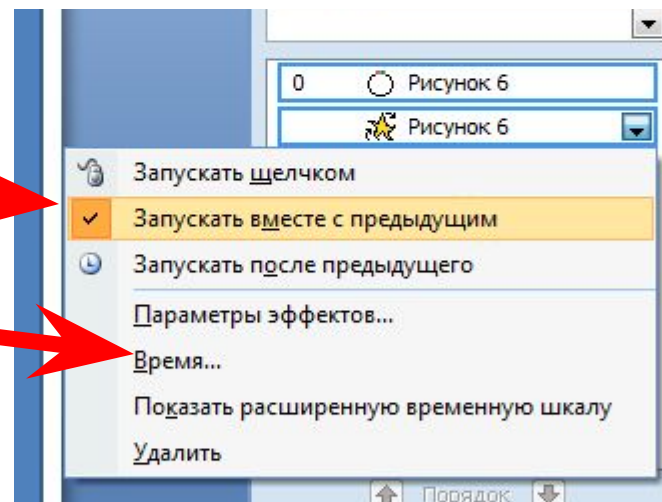 0 Рисунок 6
Рисунок 6
Запускать щелчком
Запускать вместе с предыдущим
Запускать после предыдущего
Параметры эффектов...
Время...
Показать расширенную временную шкалу
Удалить
Порядок